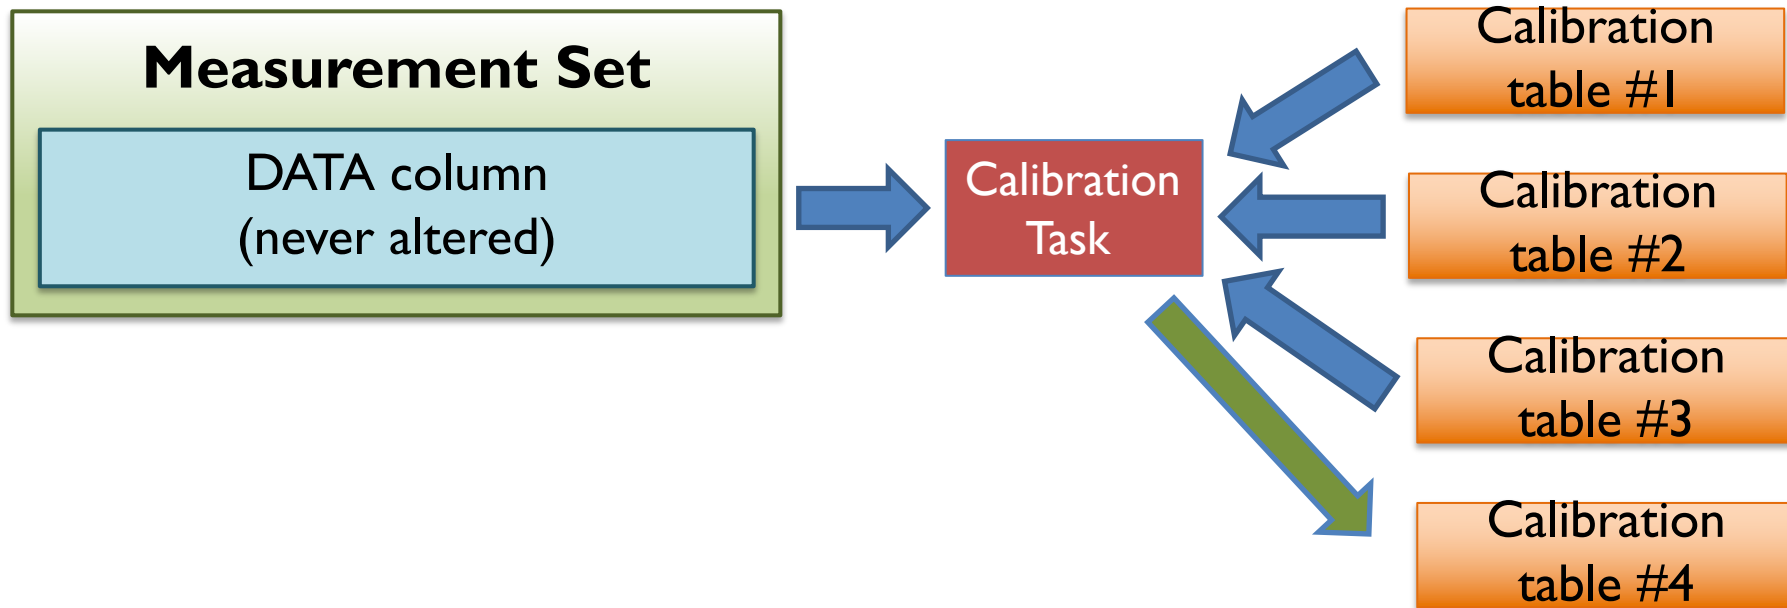 Measurement Set
DATA column
(never altered)
Calibration
Task
Calibration
table #1
Calibration
table #2
Calibration
table #3
Calibration
table #4